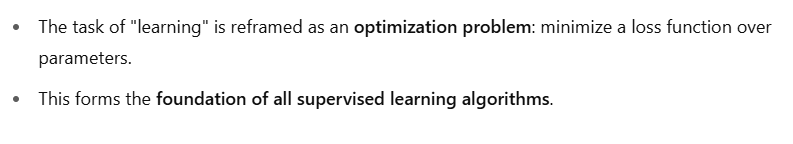 • The task of "learning" is reframed as an optimization problem: minimize a loss function over
parameters.
• This forms the foundation of all supervised learning algorithms.